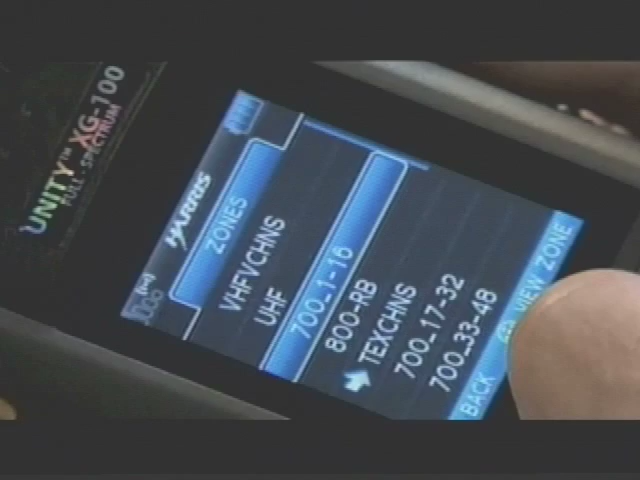 UNITY™ XG-100
FULL-SPECTRUM
HARRIS
ZONES
VHFVCHNS
UHF
700_1-16
800-RB
TEXCHNS
700_17-32
700_33-48
BACK VIEW ZONE